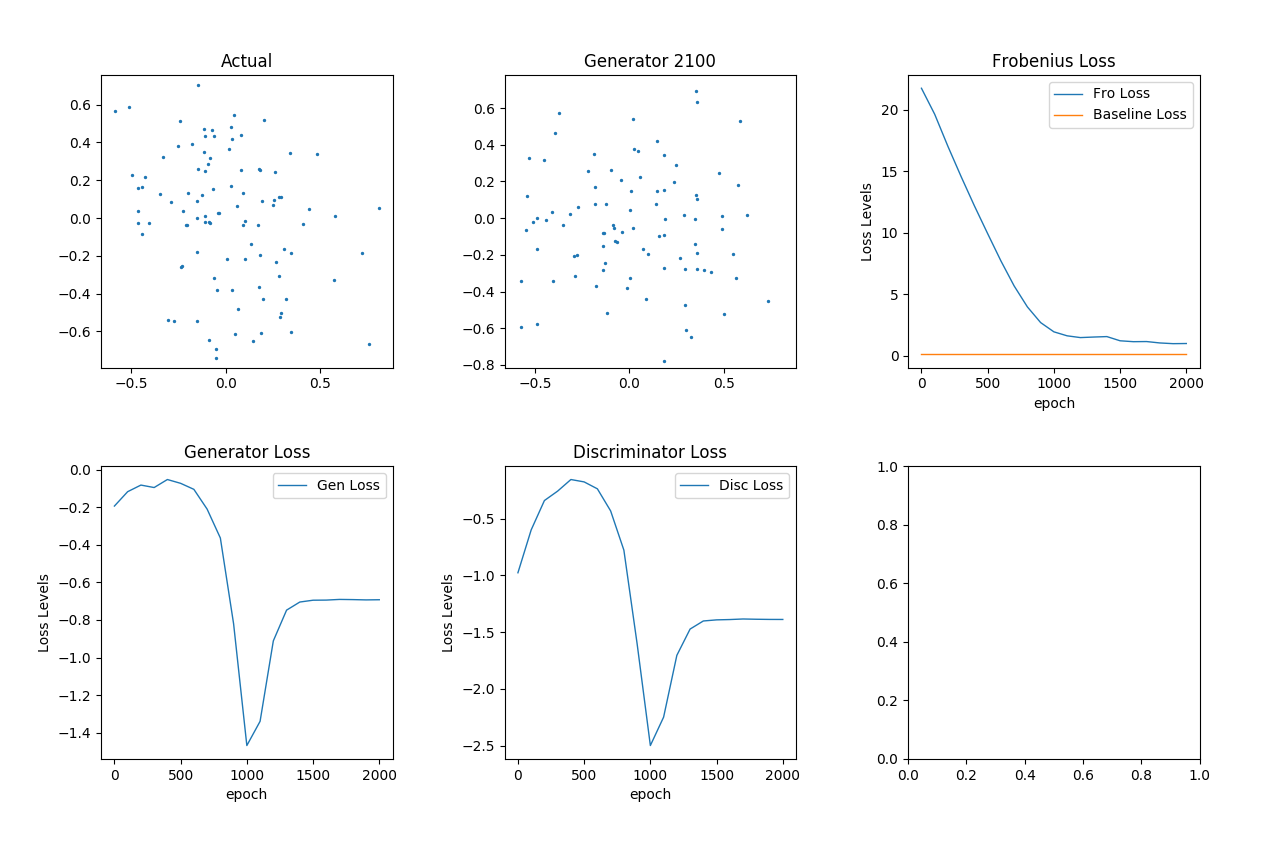 Actual
0.6
0.4
0.2
0.0
−0.2
−0.4
−0.6
−0.5 0.0 0.5
Generator 2100
0.6
0.4
0.2
0.0
−0.2
−0.4
−0.6
−0.8
−0.5 0.0 0.5
Frobenius Loss
Fro Loss
Baseline Loss
Loss Levels
20
15
10
5
0
0 500 1000 1500 2000
epoch
Generator Loss
Gen Loss
Loss Levels
0.0
−0.2
−0.4
−0.6
−0.8
−1.0
−1.2
−1.4
0 500 1000 1500 2000
epoch
Discriminator Loss
Disc Loss
Loss Levels
−0.5
−1.0
−1.5
−2.0
−2.5
0 500 1000 1500 2000
epoch
1.0
0.8
0.6
0.4
0.2
0.0
0.0 0.2 0.4 0.6 0.8 1.0